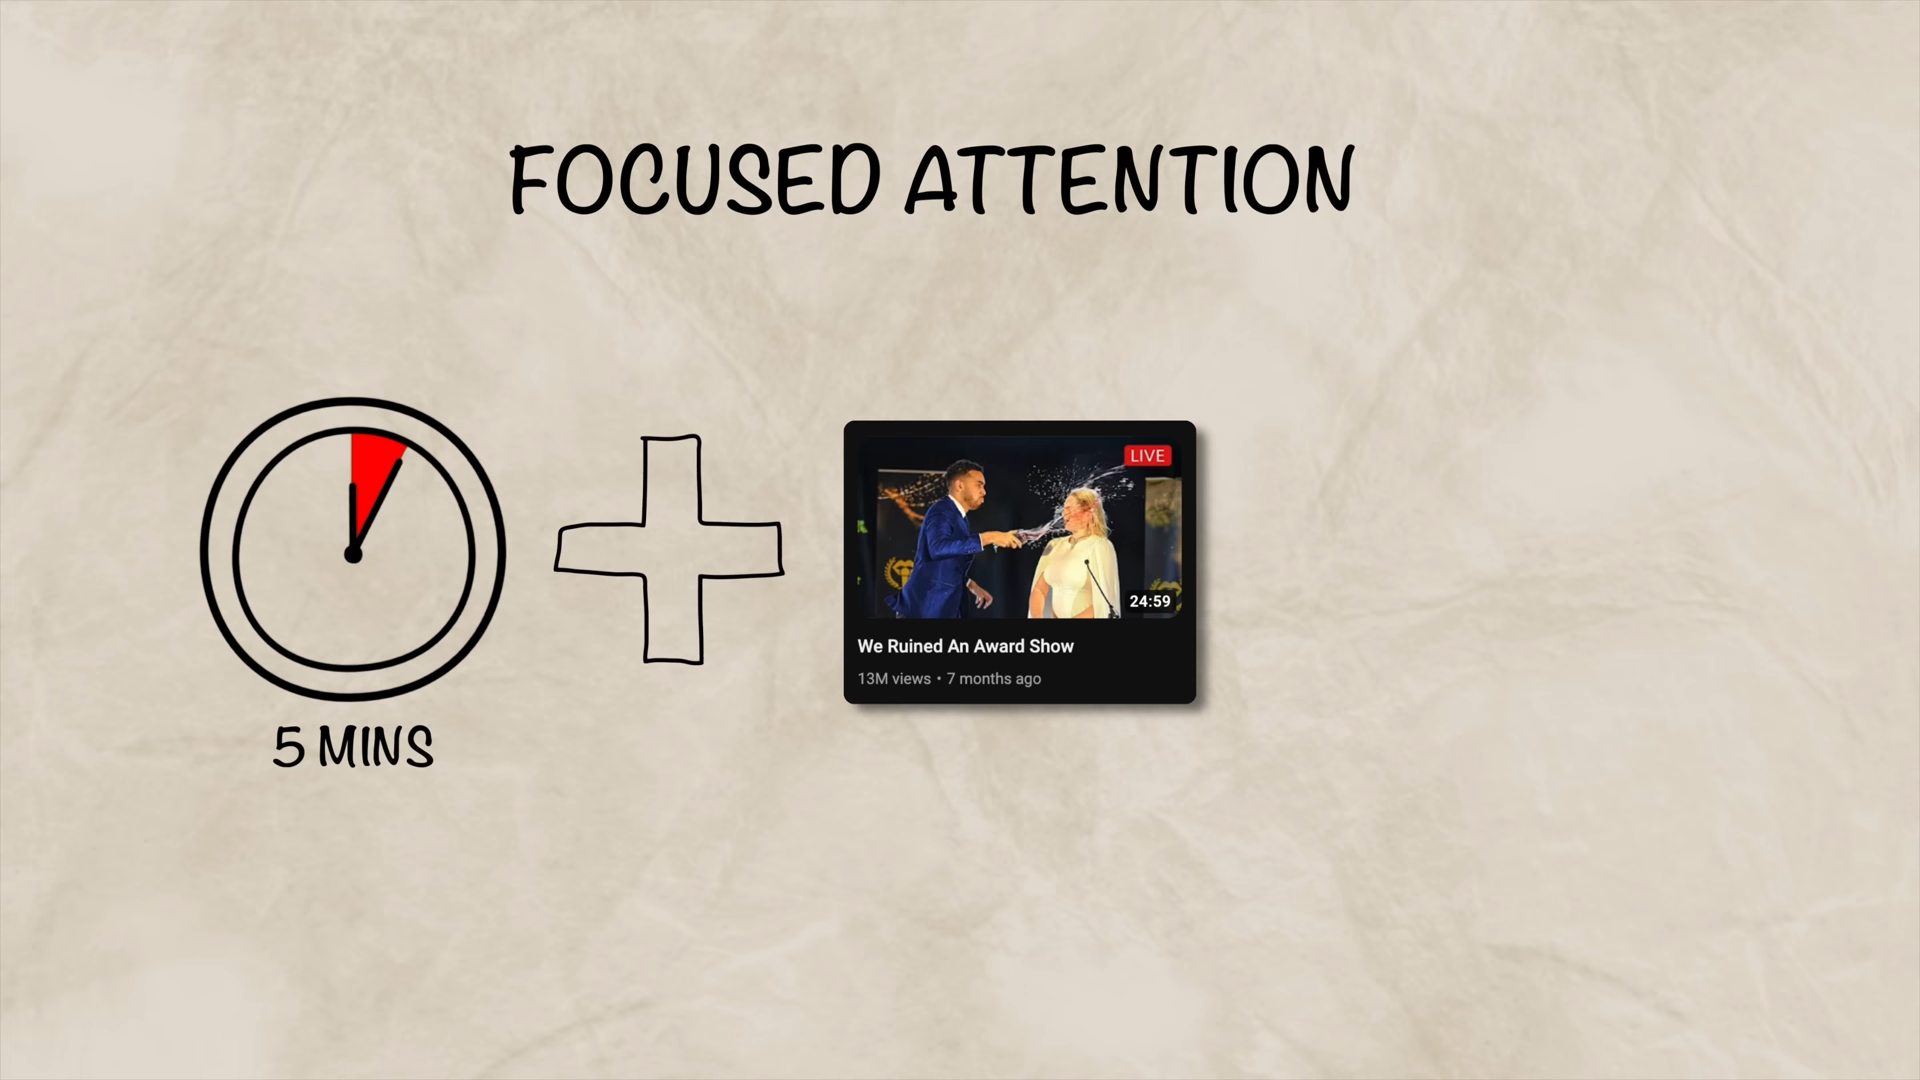 FOCUSED ATTENTION
LIVE
24:59
We Ruined An Award Show
13M views • 7 months ago
5 MINS